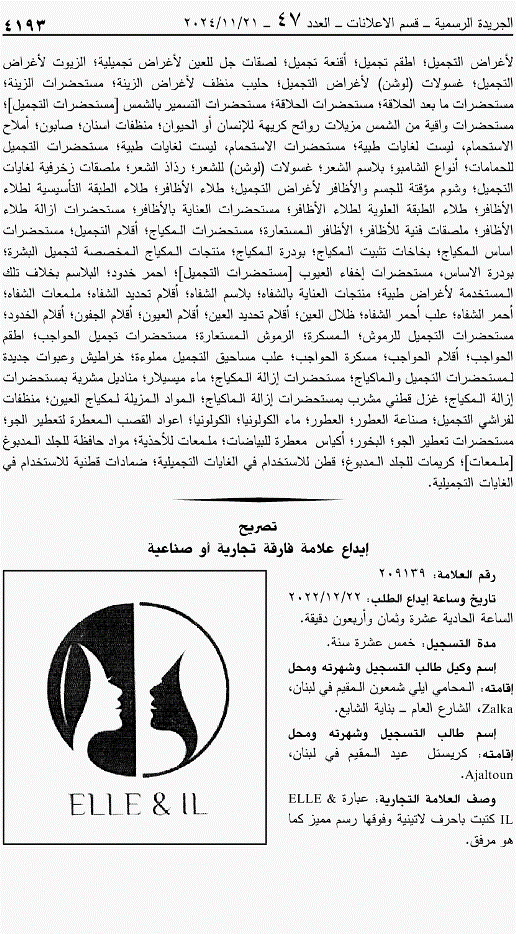 الجريدة الرسمية ــ قسم الاعلانات ــ العدد ٤٧ ــ ٢٠٢٤/١١/٢١
٤١٩٣
لأغراض التجميل؛ اطقم تجميل؛ أقنعة تجميل؛ لصقات جل للعين لأغراض تجميلية؛ الزيوت لأغراض
التجميل؛ غسولات (لوشن) لأغراض التجميل؛ حليب منظف لأغراض الزينة؛ مستحضرات الزينة؛
مستحضرات ما بعد الحلاقة؛ مستحضرات الحلاقة؛ مستحضرات التسمير بالشمس [مستحضرات التجميل]؛
مستحضرات واقية من الشمس مزيلات روائح كريهة للإنسان أو الحيوان؛ منظفات اسنان؛ صابون؛ أملاح
الاستحمام، ليست لغايات طبية؛ مستحضرات الاستحمام، ليست لغايات طبية؛ مستحضرات التجميل
للحمامات؛ أنواع الشامبو؛ بلاسم الشعر؛ غسولات (لوشن) للشعر؛ رذاذ الشعر؛ ملصقات زخرفية لغايات
التجميل؛ وشوم مؤقتة للجسم والأظافر لأغراض التجميل؛ طلاء الأظافر؛ طلاء الطبقة التأسيسية لطلاء
الأظافر؛ طلاء الطبقة العلوية لطلاء الأظافر؛ مستحضرات العناية بالأظافر؛ مستحضرات ازالة طلاء
الأظافر؛ ملصقات فنية للأظافر؛ الأظافر المستعارة؛ مستحضرات المكياج؛ أقلام التجميل؛ مستحضرات
اساس المكياج؛ بخاخات تثبيت المكياج؛ بودرة المكياج؛ منتجات المكياج المخصصة لتجميل البشرة؛
بودرة الاساس، مستحضرات إخفاء العيوب [مستحضرات التجميل]؛ احمر خدود؛ البلاسم بخلاف تلك
المستخدمة لأغراض طبية؛ منتجات العناية بالشفاه؛ بلاسم الشفاه؛ أقلام تحديد الشفاه؛ ملمعات الشفاه؛
أحمر الشفاه؛ علب أحمر الشفاه؛ ظلال العين؛ أقلام تحديد العين؛ أقلام العيون؛ أقلام الجفون؛ أقلام الخدود؛
مستحضرات التجميل للرموش؛ المسكرة؛ الرموش المستعارة؛ مستحضرات تجميل الحواجب؛ اطقم
الحواجب؛ أقلام الحواجب؛ مسكرة الحواجب؛ علب مساحيق التجميل مملوءة؛ خراطيش وعبوات جديدة
لمستحضرات التجميل والماكياج؛ مستحضرات إزالة المكياج؛ ماء ميسيلار؛ مناديل مشربة بمستحضرات
إزالة المكياج؛ غزل قطني مشرب بمستحضرات إزالة الماكياج؛ المواد المزيلة لمكياج العيون؛ منظفات
لفراشي التجميل؛ صناعة العطور؛ العطور؛ ماء الكولونيا؛ الكولونيا؛ اعواد القصب المعطرة لتعطير الجو؛
مستحضرات تعطير الجو؛ البخور؛ أكياس معطرة للبياضات؛ ملمعات للأحذية؛ مواد حافظة للجلد المدبوغ
[ملمعات]؛ كريمات للجلد المدبوغ؛ قطن للاستخدام في الغايات التجميلية؛ ضمادات قطنية للاستخدام في
الغايات التجميلية.
تصريح
إيداع علامة فارقة تجارية أو صناعية
رقم العلامة: ٢٠٩١٣٩
تاريخ وساعة إيداع الطلب: ٢٠٢٢/١٢/٢٢
الساعة الحادية عشرة وثمان وأربعون دقيقة.
مدة التسجيل: خمس عشرة سنة.
إسم وكيل طالب التسجيل وشهرته ومحل
إقامته: المحامي ايلي شمعون المقيم في لبنان،
Zalka، الشارع العام ــ بناية الشايع.
إسم طالب التسجيل وشهرته ومحل
إقامته: كريسنل عيد المقيم في لبنان،
Ajaltoun.
وصف العلامة التجارية: عبارة ELLE &
IL كتبت باحرف لاتينية وفوقها رسم مميز كما
هو مرفق.
ELLE & IL